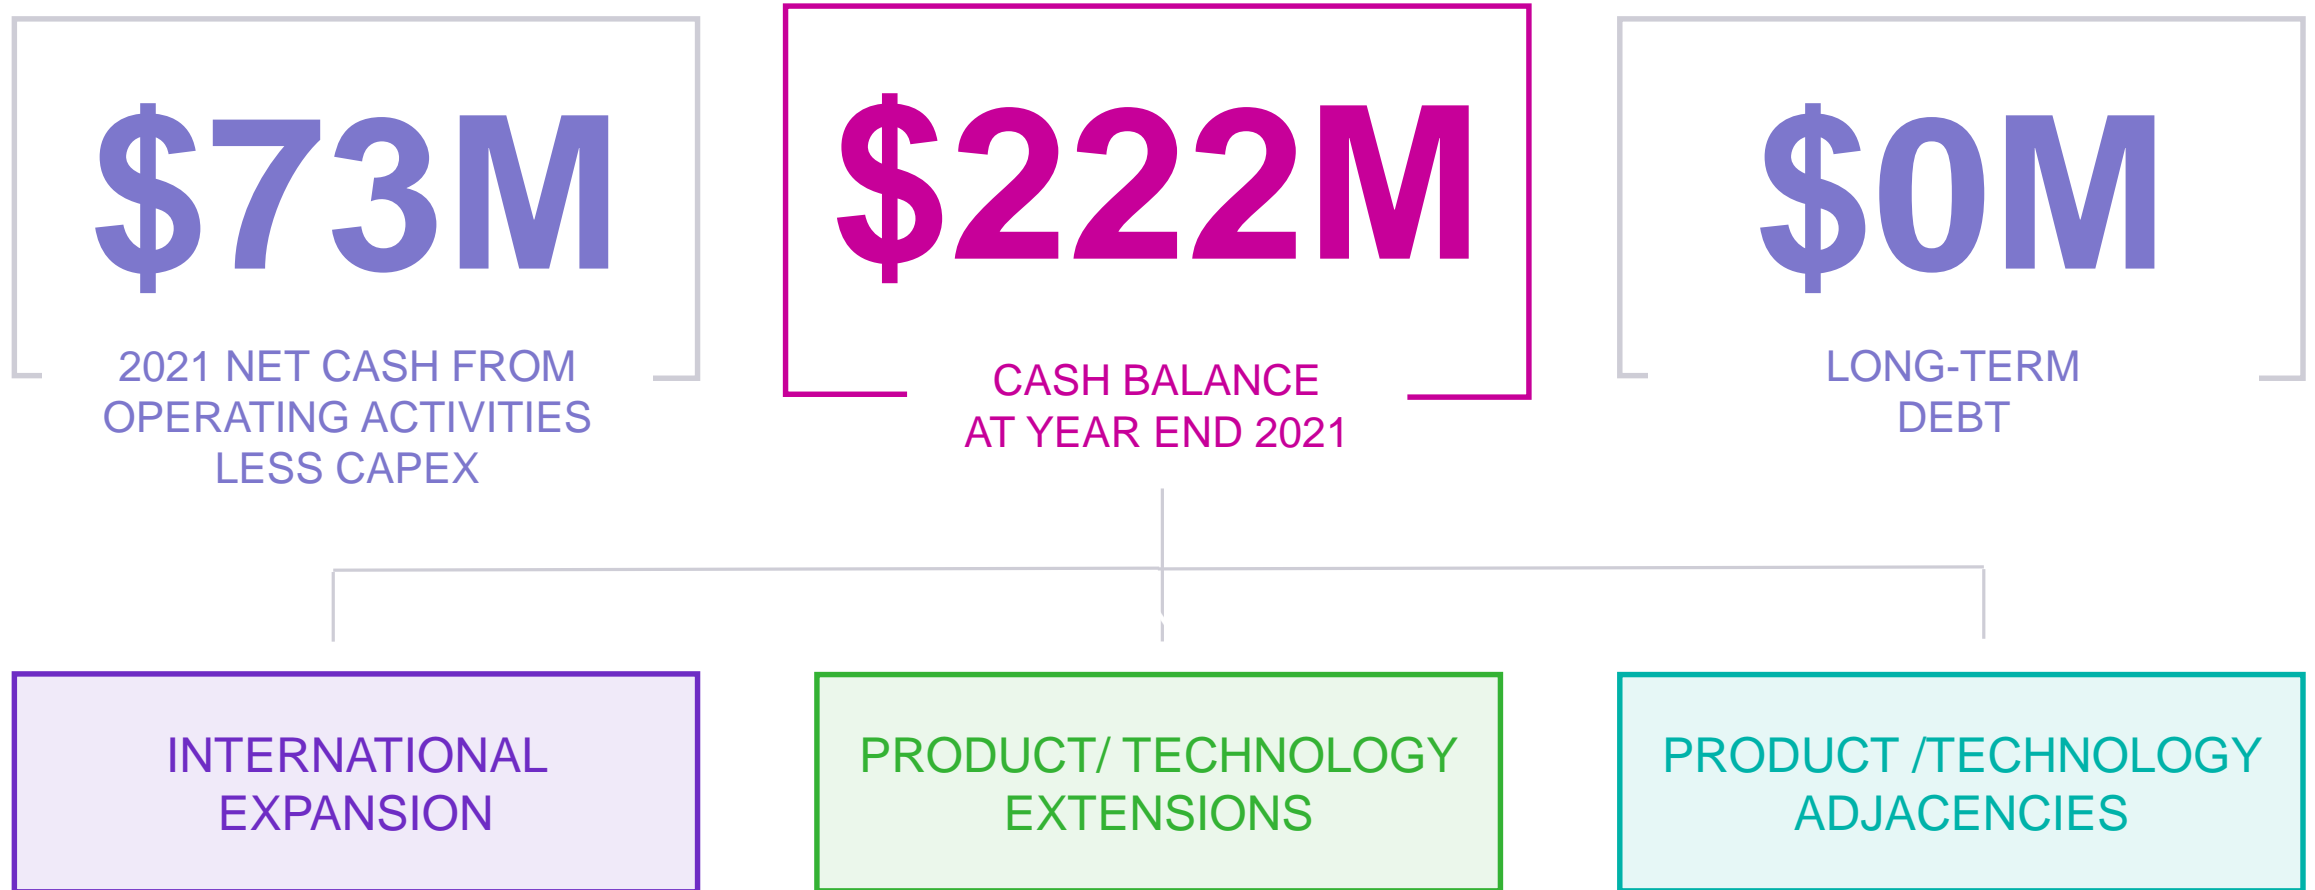 $73M
2021 NET CASH FROM
OPERATING ACTIVITIES
LESS CAPEX
$222M
CASH BALANCE
AT YEAR END 2021
$0M
LONG-TERM
DEBT
INTERNATIONAL
EXPANSION
PRODUCT/ TECHNOLOGY
EXTENSIONS
PRODUCT /TECHNOLOGY
ADJACENCIES